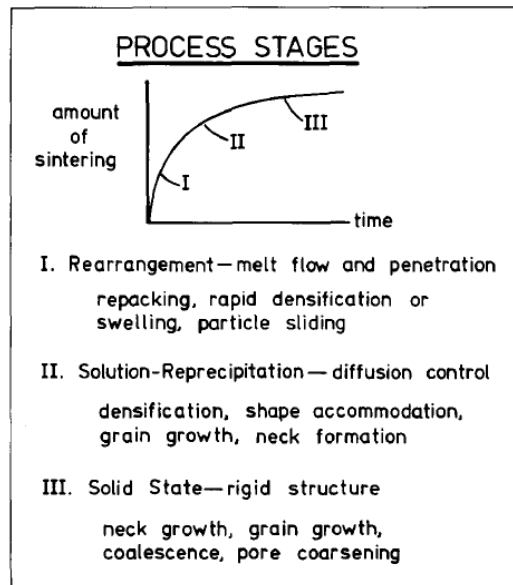 PROCESS STAGES
amount
of
sintering
I
II
III
time
I. Rearrangement—melt flow and penetration
repacking, rapid densification or
swelling, particle sliding
II. Solution-Reprecipitation—diffusion control
densification, shape accommodation,
grain growth, neck formation
III. Solid State—rigid structure
neck growth, grain growth,
coalescence, pore coarsening